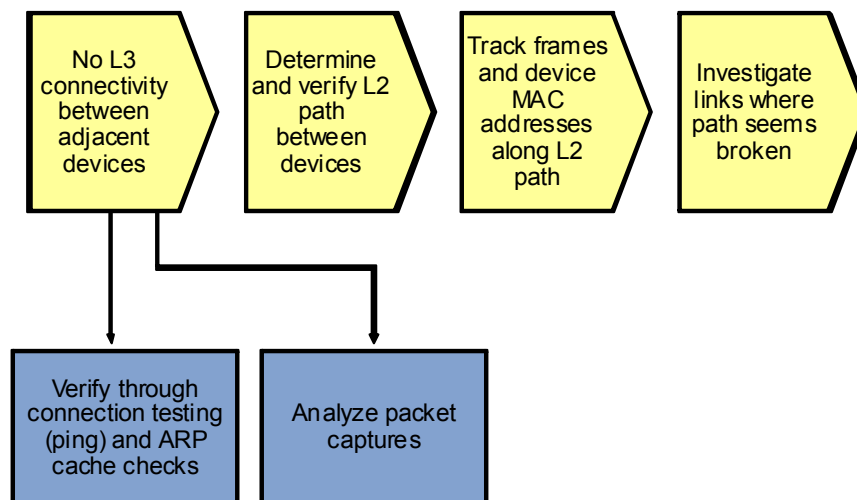 No L3
connectivity
between
adjacent
devices
Determine
and verify L2
path
between
devices
Track frames
and device
MAC
addresses
along L2
path
Investigate
links where
path seems
broken
Verify through
connection testing
(ping) and ARP
cache checks
Analyze packet
captures